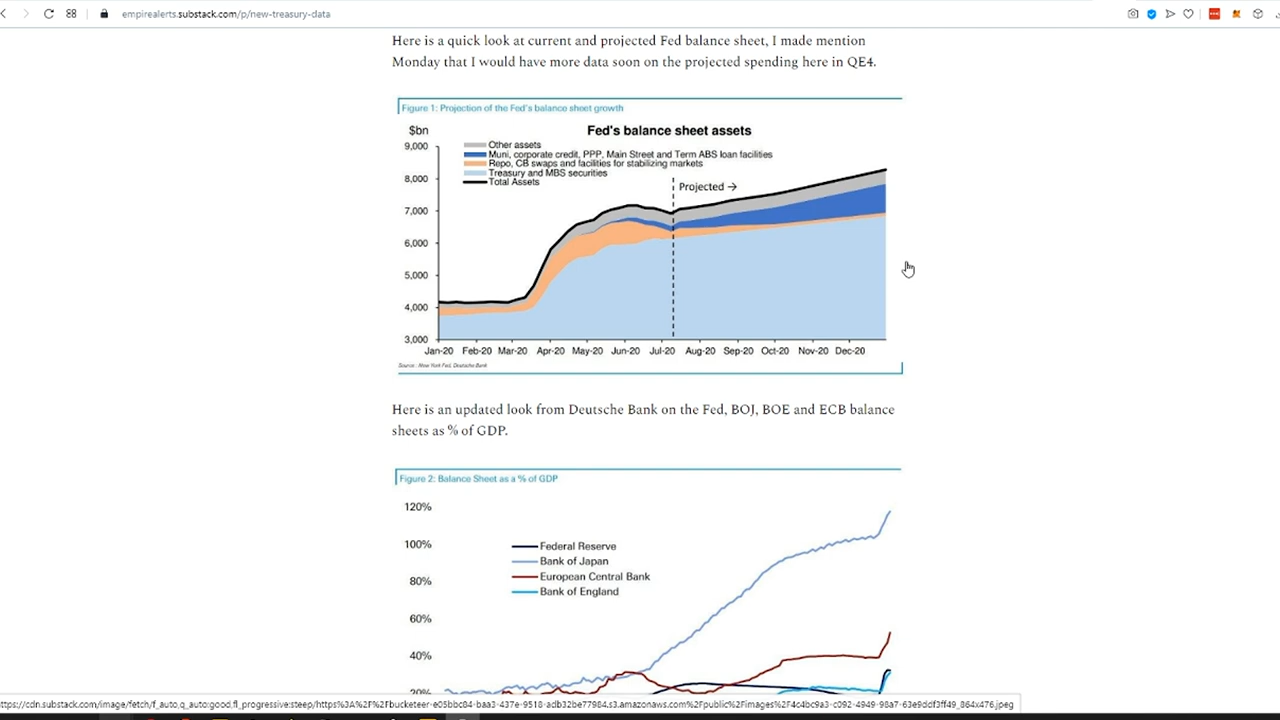 empirealerts.substack.com/p/new-treasury-data
Here is a quick look at current and projected Fed balance sheet, I made mention
Monday that I would have more data soon on the projected spending here in QE4.
Figure 1: Projection of the Fed's balance sheet growth
$bn
Fed's balance sheet assets
9,000
Other assets
Muni, corporate credit, PPP, Main Street and Term ABS loan facilities
Repo, CB swaps and facilities for stabilizing markets
Treasury and MBS securities
Total Assets
8,000
Projected →
7,000
6,000
5,000
4,000
3,000
Jan-20 Feb-20 Mar-20 Apr-20 May-20 Jun-20 Jul-20 Aug-20 Sep-20 Oct-20 Nov-20 Dec-20
Source: New York Fed, Deutsche Bank
Here is an updated look from Deutsche Bank on the Fed, BOJ, BOE and ECB balance
sheets as % of GDP.
Figure 2: Balance Sheet as a % of GDP
120%
100%
Federal Reserve
Bank of Japan
European Central Bank
Bank of England
80%
60%
40%
20%